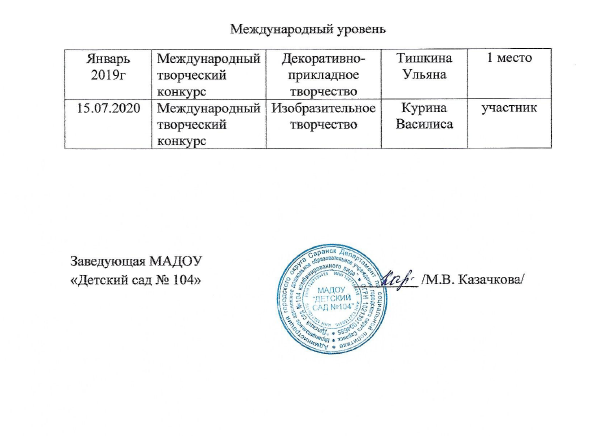 Международный уровень
Январь 2019г
Международный творческий конкурс
Декоративно-прикладное творчество
Тишкина Ульяна
1 место
15.07.2020
Международный творческий конкурс
Изобразительное творчество
Курина Василиса
участник
Заведующая МАДОУ
«Детский сад № 104»
/М.В. Казачкова/
МАДОУ
"ДЕТСКИЙ
САД №104"